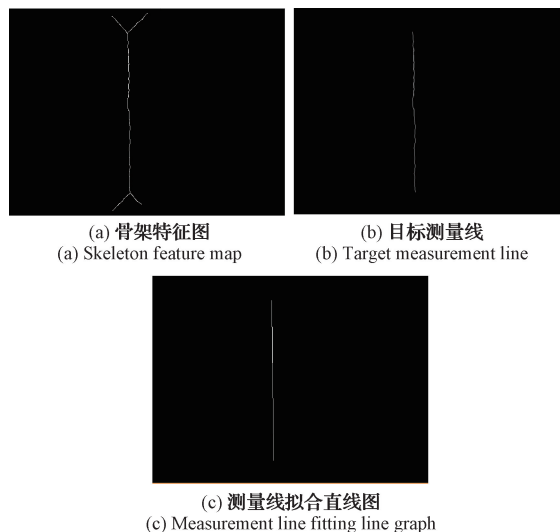 (a) 骨架特征图
(a) Skeleton feature map
(b) 目标测量线
(b) Target measurement line
(c) 测量线拟合直线图
(c) Measurement line fitting line graph